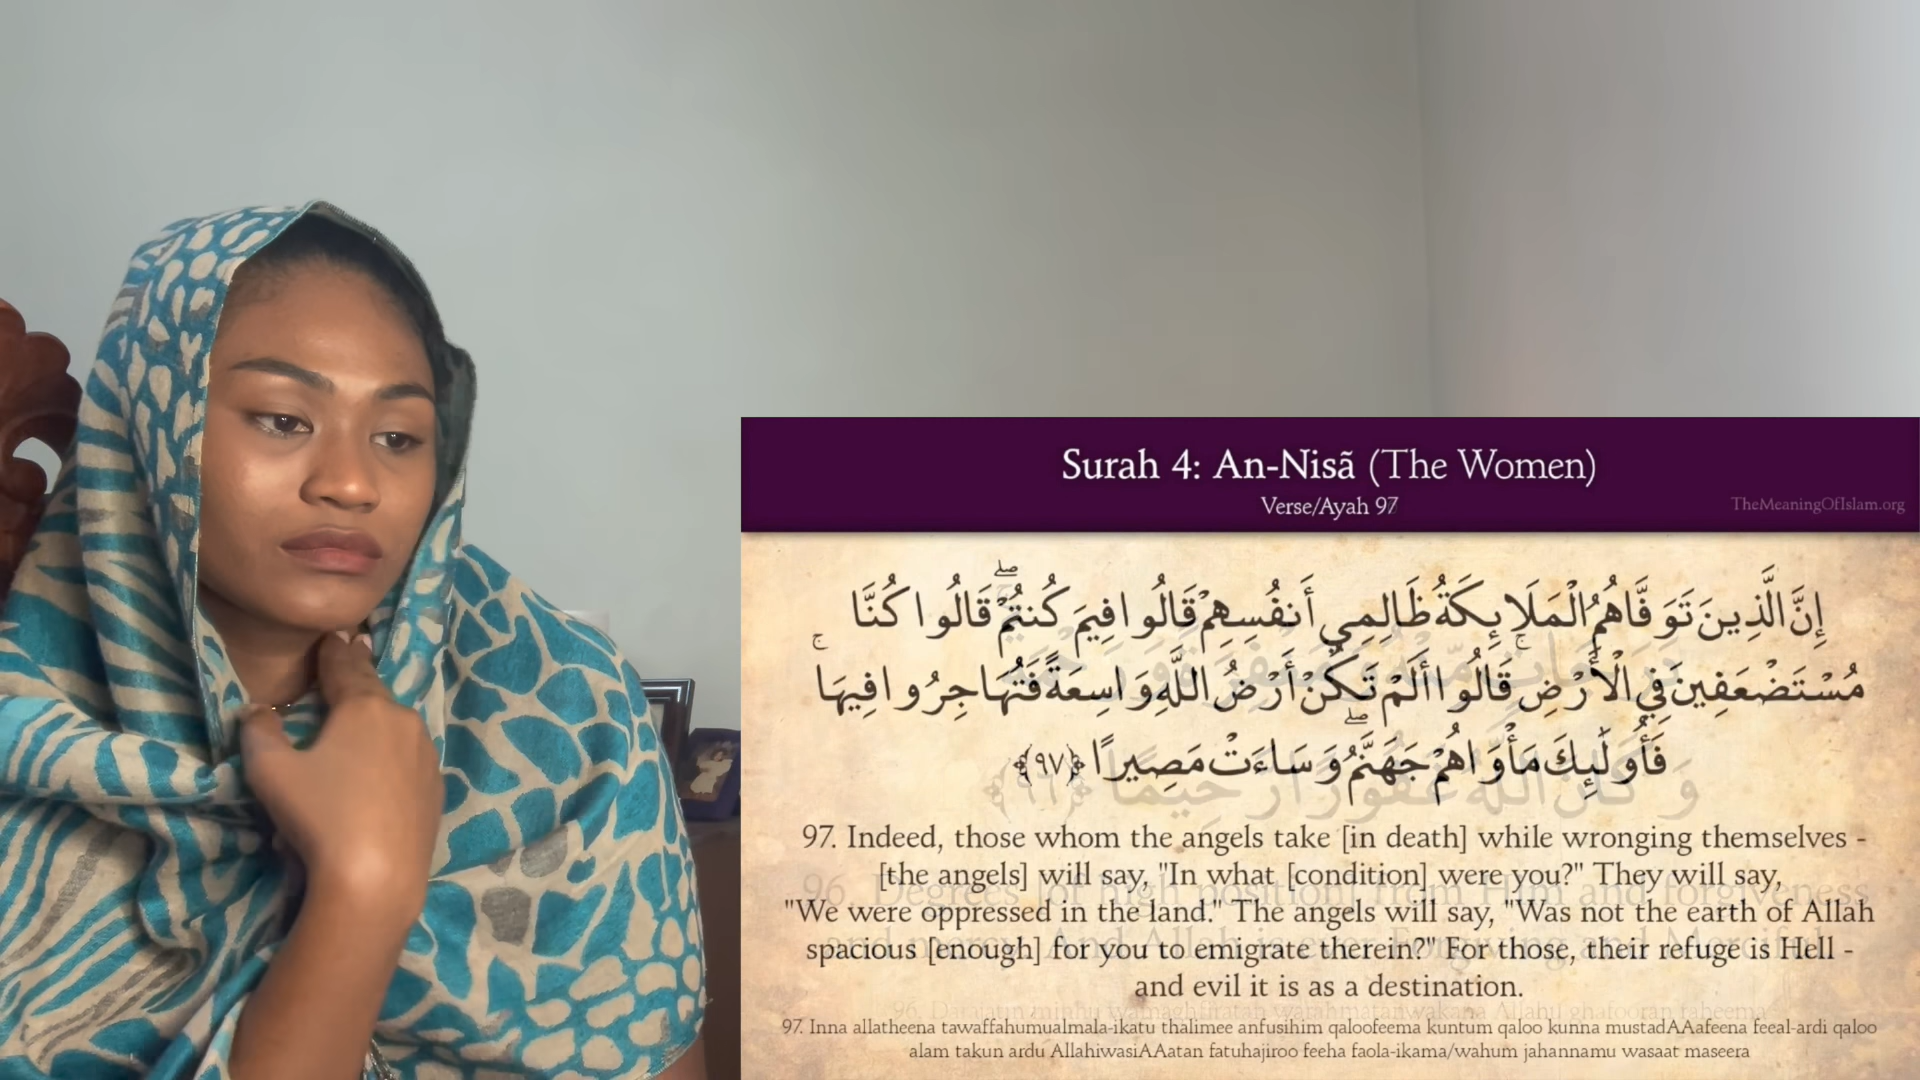 Surah 4: An-Nisã (The Women)
Verse/Ayah 97
TheMeaningOfIslam.org
إِنَّ الَّذِينَ تَوَفَّاهُمُ الْمَلَائِكَةُ ظَالِمِي أَنفُسِهِمْ قَالُوا فِيمَ كُنتُمْ ۖ قَالُوا كُنَّا
مُسْتَضْعَفِينَ فِي الْأَرْضِ ۚ قَالُوا أَلَمْ تَكُنْ أَرْضُ اللَّهِ وَاسِعَةً فَتُهَاجِرُوا فِيهَا ۚ
فَأُولَٰئِكَ مَأْوَاهُمْ جَهَنَّمُ ۖ وَسَاءَتْ مَصِيرًا ﴿٩٧﴾
97. Indeed, those whom the angels take [in death] while wronging themselves -
[the angels] will say, "In what [condition] were you?" They will say,
"We were oppressed in the land." The angels will say, "Was not the earth of Allah
spacious [enough] for you to emigrate therein?" For those, their refuge is Hell -
and evil it is as a destination.
97. Inna allatheena tawaffahumualmala-ikatu thalimee anfusihim qaloofeema kuntum qaloo kunna mustadAAafeena feeal-ardi qaloo
alam takun ardu AllahiwasiAAatan fatuhajiroo feeha faola-ikama/wahum jahannamu wasaat maseera